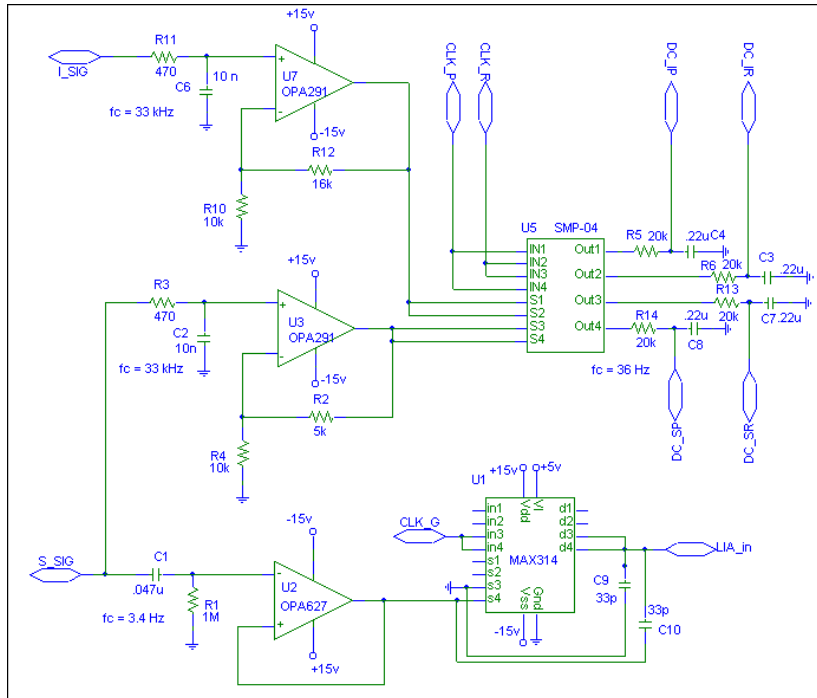 +15v
I_SIG
R11
470
C6
10 n
fc = 33 kHz
+
U7
OPA291
-
-15v
R12
16k
R10
10k
CLK_P
CLK_R
DC_IP
DC_IR
U5
SMP-04
IN1
IN2
IN3
IN4
S1
S2
S3
S4
Out1
Out2
Out3
Out4
R5
20k
.22u
C4
R6
20k
C3
.22u
R13
20k
C7
.22u
R14
20k
.22u
C8
fc = 36 Hz
DC_SP
DC_SR
+15v
R3
470
C2
10n
fc = 33 kHz
+
U3
OPA291
-
-15v
R2
5k
R4
10k
S_SIG
C1
.047u
fc = 3.4 Hz
R1
1M
-15v
-
U2
OPA627
+
+15v
CLK_G
U1
+15v
+5v
in1
in2
in3
in4
s1
s2
s3
s4
Vdd
Vl
MAX314
Vss
Gnd
d1
d2
d3
d4
-15v
LIA_in
C9
33p
33p
C10